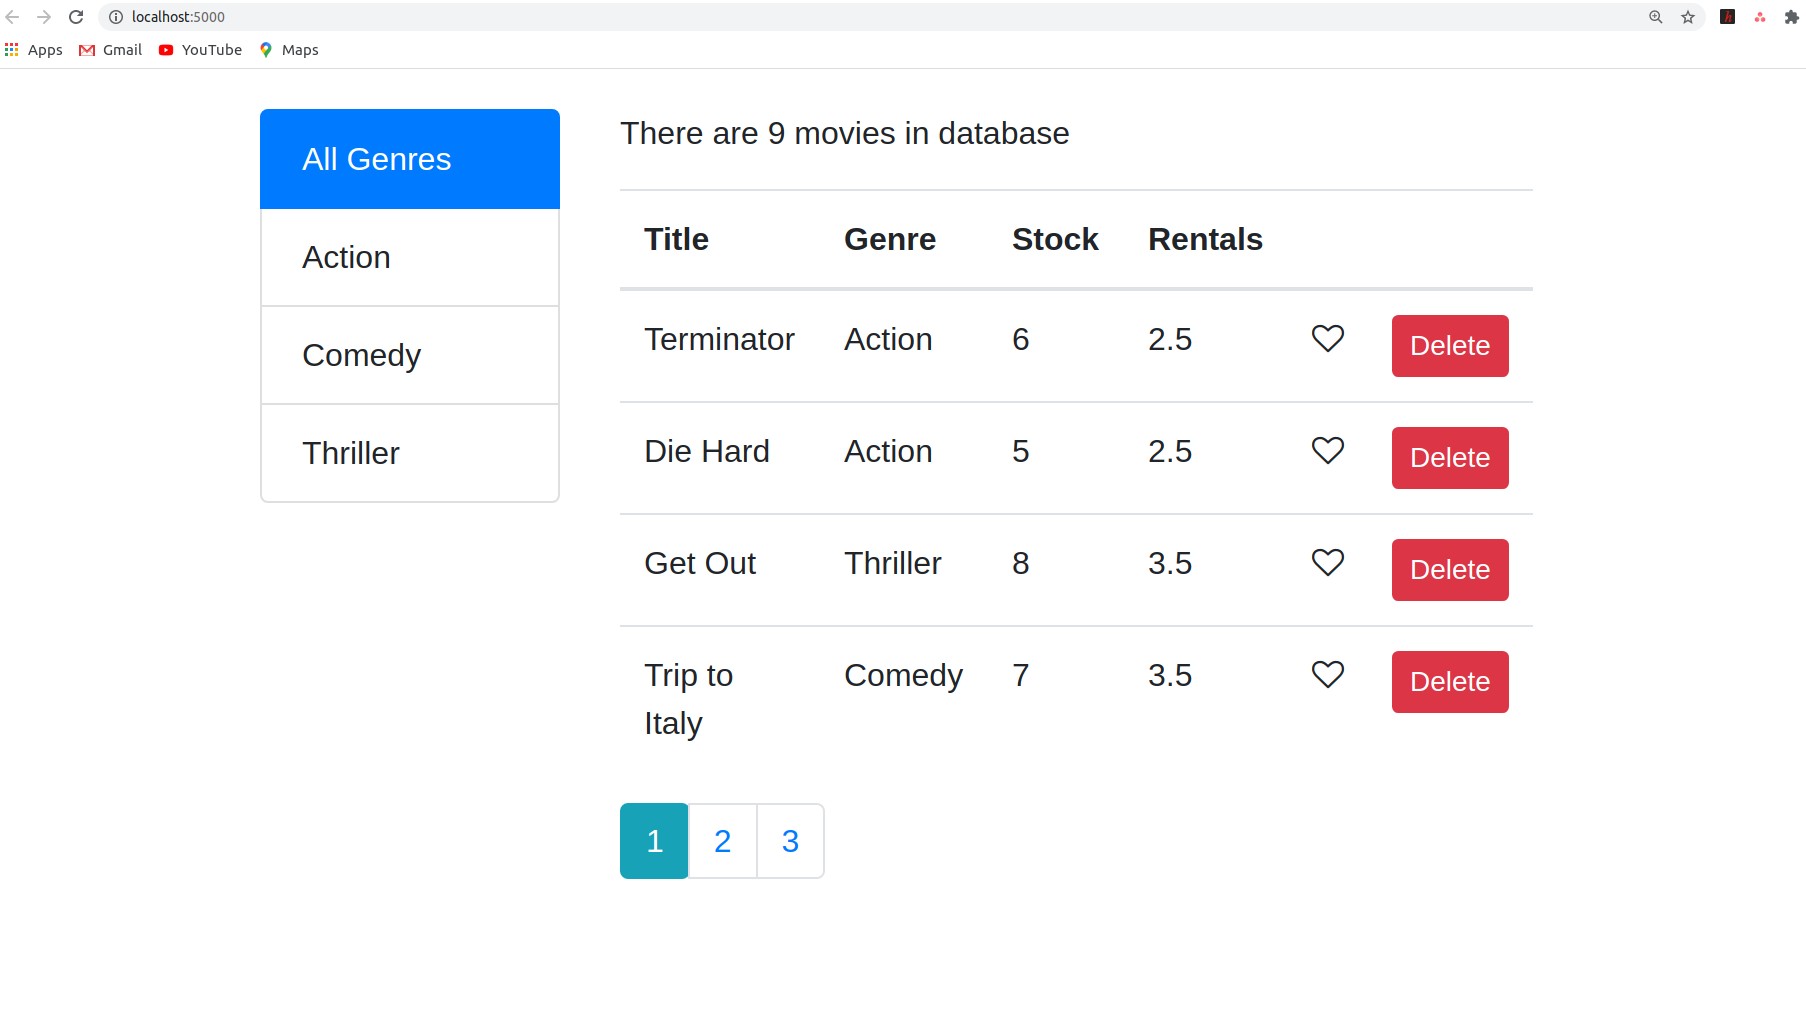 localhost:5000
Apps Gmail YouTube Maps
All Genres
Action
Comedy
Thriller
There are 9 movies in database
Title Genre Stock Rentals
Terminator Action 6 2.5 Delete
Die Hard Action 5 2.5 Delete
Get Out Thriller 8 3.5 Delete
Trip to Comedy 7 3.5 Delete
Italy
1 2 3